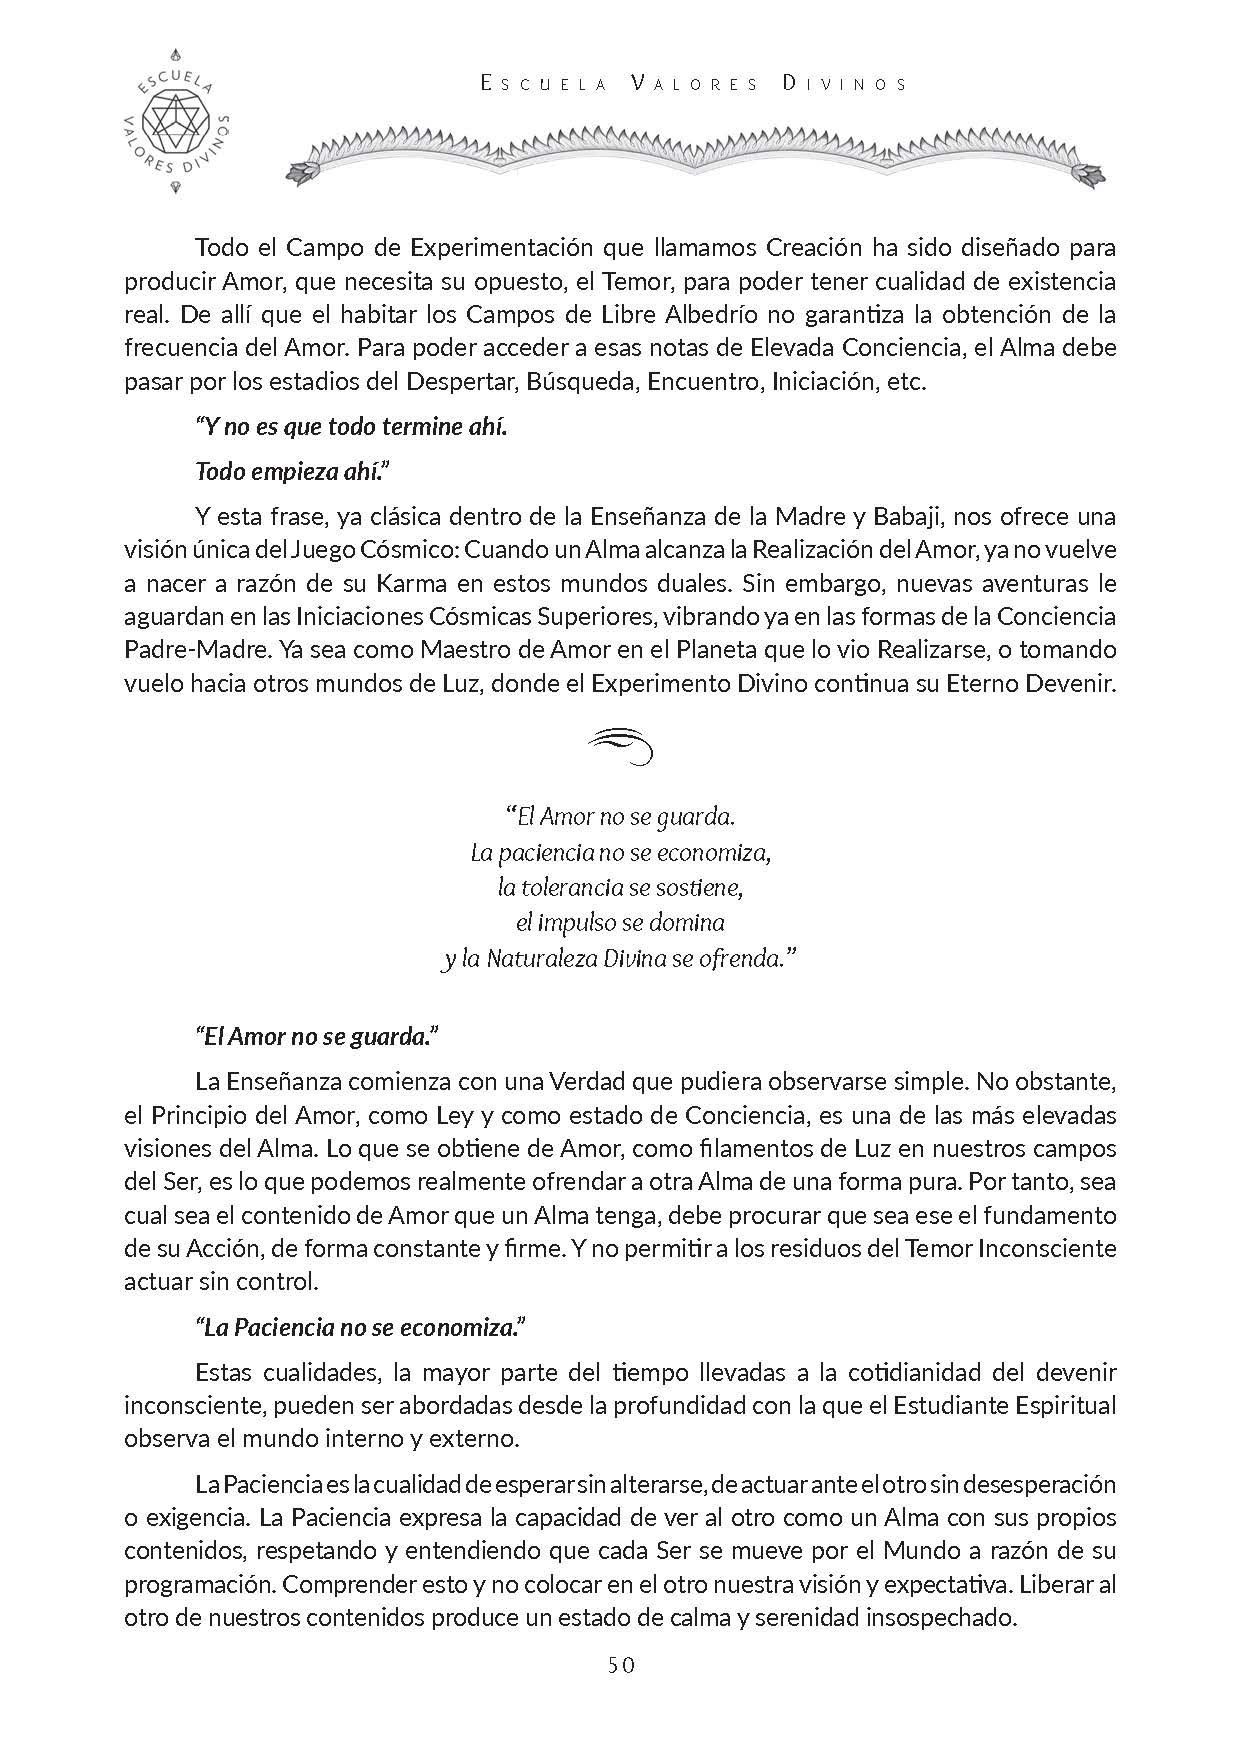 ESCUELA VALORES DIVINOS
Escuela Valores Divinos
Todo el Campo de Experimentación que llamamos Creación ha sido diseñado para
producir Amor, que necesita su opuesto, el Temor, para poder tener cualidad de existencia
real. De allí que el habitar los Campos de Libre Albedrío no garantiza la obtención de la
frecuencia del Amor. Para poder acceder a esas notas de Elevada Conciencia, el Alma debe
pasar por los estadios del Despertar, Búsqueda, Encuentro, Iniciación, etc.
“Y no es que todo termine ahí.
Todo empieza ahí.”
Y esta frase, ya clásica dentro de la Enseñanza de la Madre y Babaji, nos ofrece una
visión única del Juego Cósmico: Cuando un Alma alcanza la Realización del Amor, ya no vuelve
a nacer a razón de su Karma en estos mundos duales. Sin embargo, nuevas aventuras le
aguardan en las Iniciaciones Cósmicas Superiores, vibrando ya en las formas de la Conciencia
Padre-Madre. Ya sea como Maestro de Amor en el Planeta que lo vio Realizarse, o tomando
vuelo hacia otros mundos de Luz, donde el Experimento Divino continua su Eterno Devenir.
“El Amor no se guarda.
La paciencia no se economiza,
la tolerancia se sostiene,
el impulso se domina
y la Naturaleza Divina se ofrenda.”
“El Amor no se guarda.”
La Enseñanza comienza con una Verdad que pudiera observarse simple. No obstante,
el Principio del Amor, como Ley y como estado de Conciencia, es una de las más elevadas
visiones del Alma. Lo que se obtiene de Amor, como filamentos de Luz en nuestros campos
del Ser, es lo que podemos realmente ofrendar a otra Alma de una forma pura. Por tanto, sea
cual sea el contenido de Amor que un Alma tenga, debe procurar que sea ese el fundamento
de su Acción, de forma constante y firme. Y no permitir a los residuos del Temor Inconsciente
actuar sin control.
“La Paciencia no se economiza.”
Estas cualidades, la mayor parte del tiempo llevadas a la cotidianidad del devenir
inconsciente, pueden ser abordadas desde la profundidad con la que el Estudiante Espiritual
observa el mundo interno y externo.
La Paciencia es la cualidad de esperar sin alterarse, de actuar ante el otro sin desesperación
o exigencia. La Paciencia expresa la capacidad de ver al otro como un Alma con sus propios
contenidos, respetando y entendiendo que cada Ser se mueve por el Mundo a razón de su
programación. Comprender esto y no colocar en el otro nuestra visión y expectativa. Liberar al
otro de nuestros contenidos produce un estado de calma y serenidad insospechado.
50